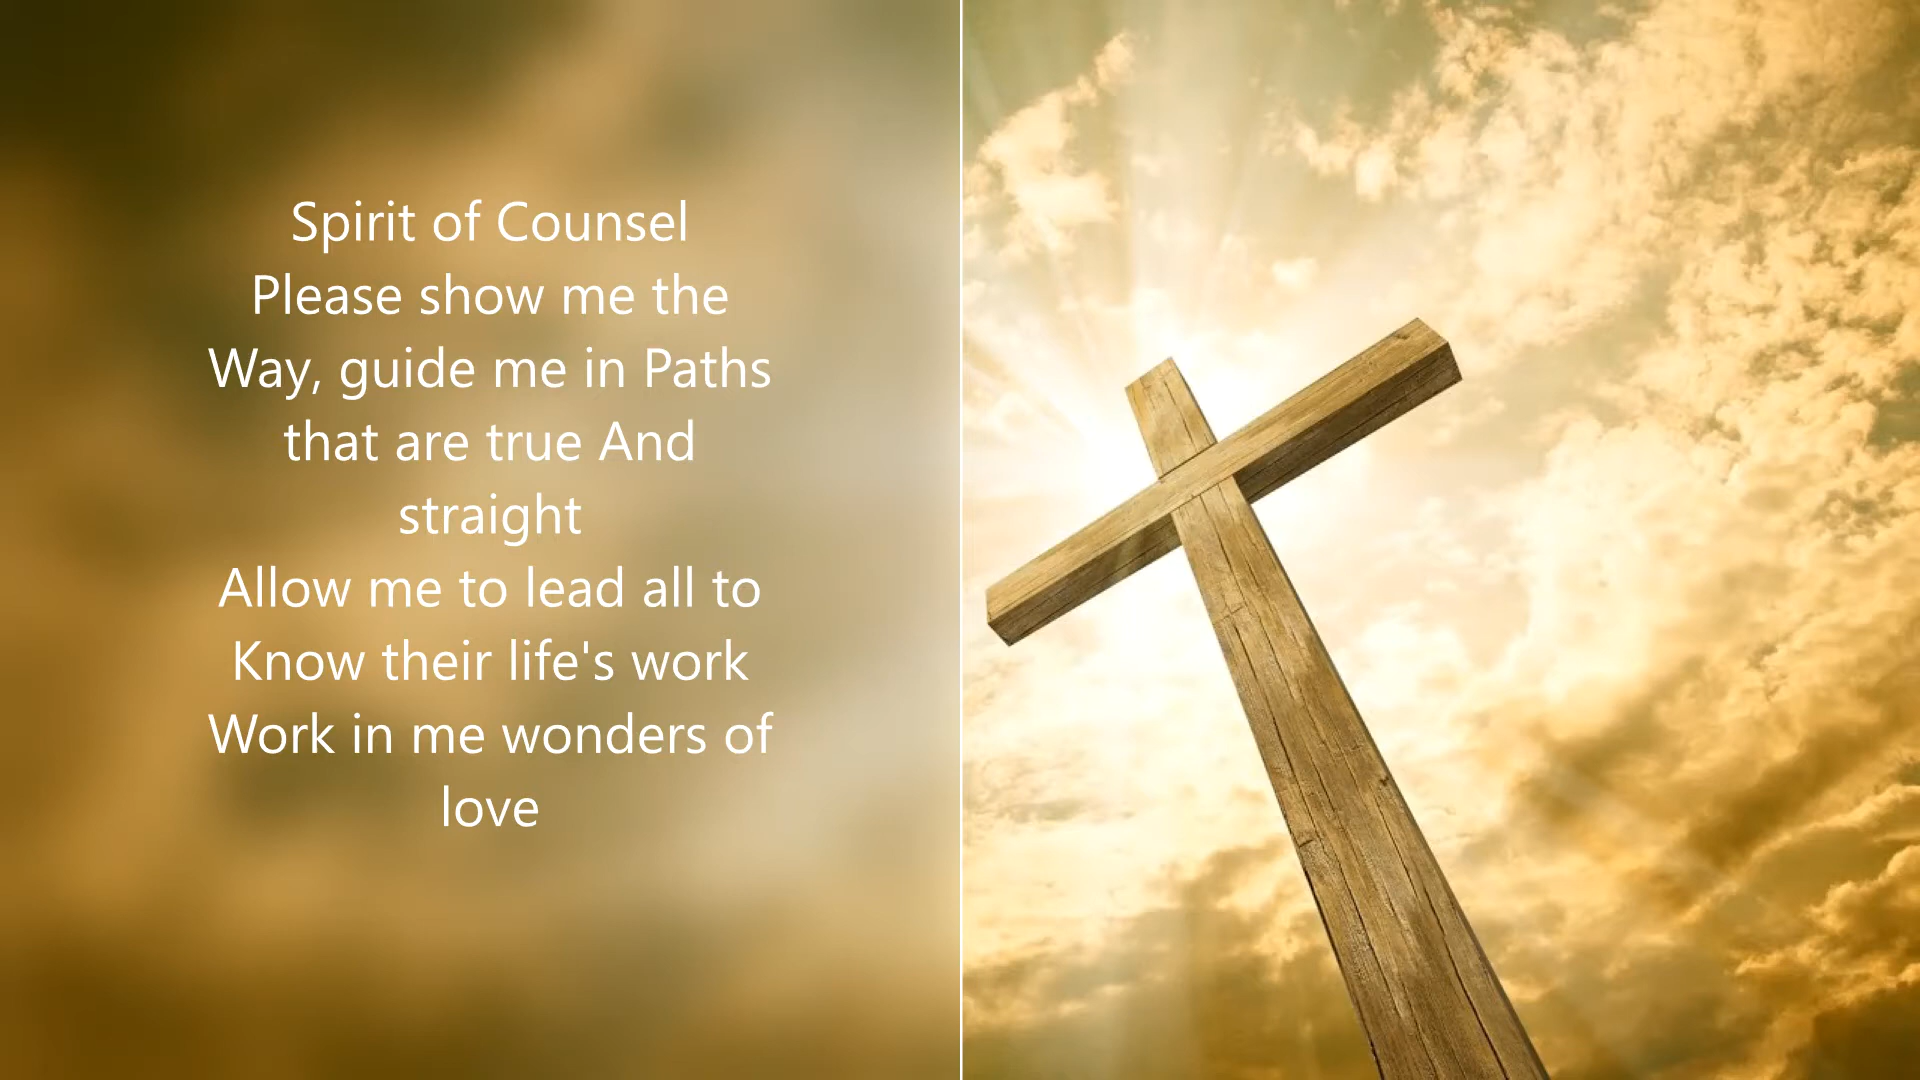 Spirit of Counsel
Please show me the
Way, guide me in Paths
that are true And
straight
Allow me to lead all to
Know their life's work
Work in me wonders of
love